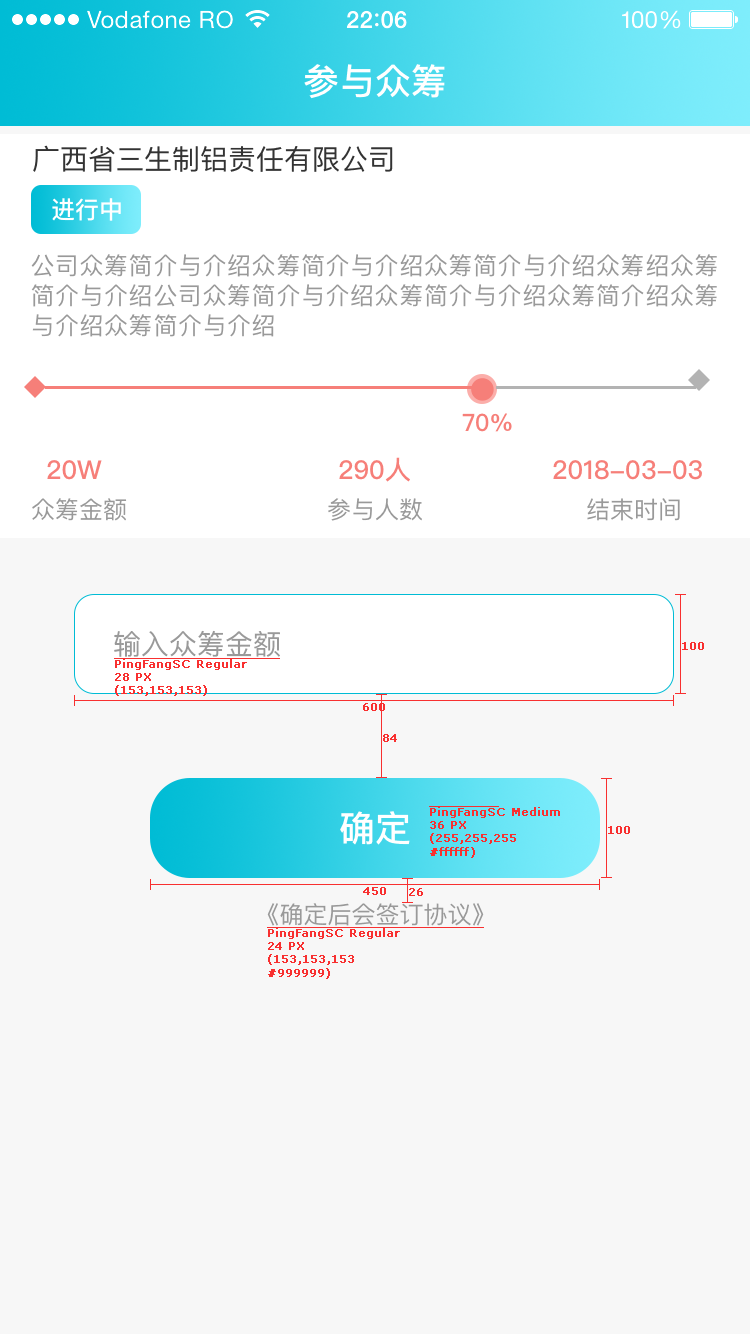 Vodafone RO 22:06 100%
参与众筹
广西省三生制铝责任有限公司
进行中
公司众筹简介与介绍众筹简介与介绍众筹简介与介绍众筹绍众筹
简介与介绍公司众筹简介与介绍众筹简介与介绍众筹简介绍众筹
与介绍众筹简介与介绍
70%
20W 290人 2018-03-03
众筹金额 参与人数 结束时间
输入众筹金额
PingFangSC Regular
28 PX
(153,153,153)
100
600
84
确定
PingFangSC Medium
36 PX
(255,255,255
#ffffff)
100
450
26
《确定后会签订协议》
PingFangSC Regular
24 PX
(153,153,153
#999999)